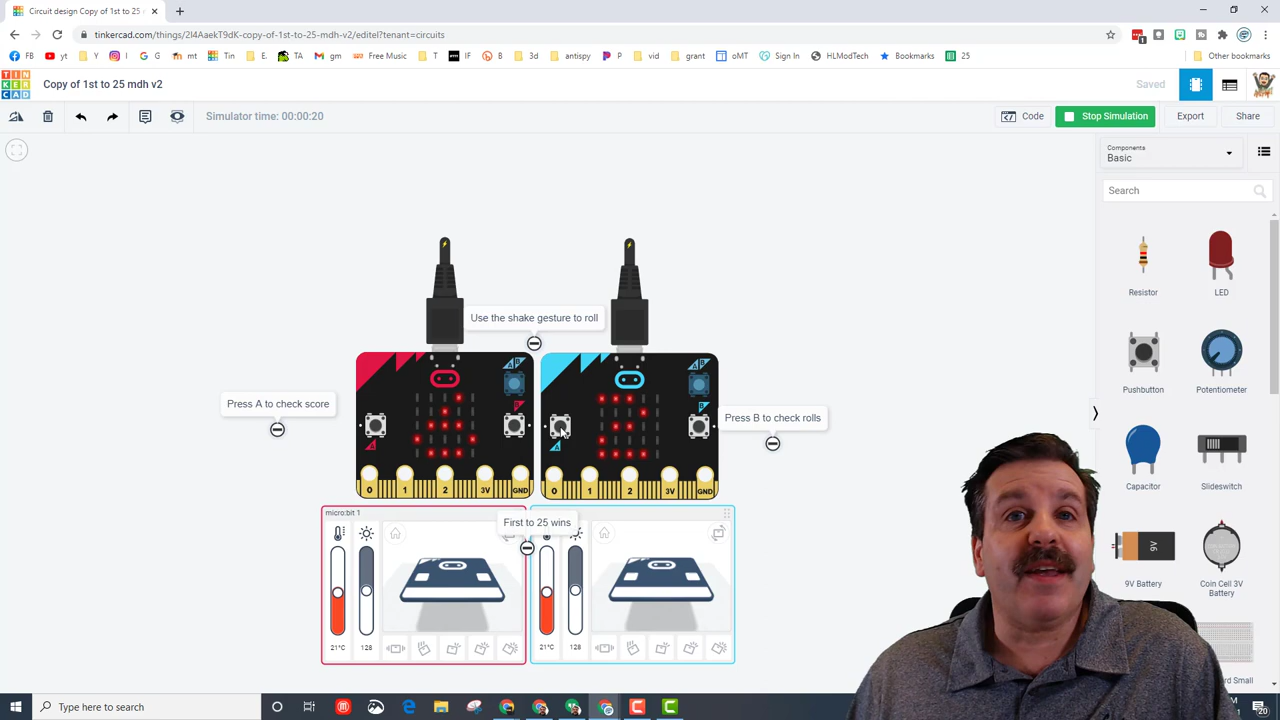 Circuit design Copy of 1st to 25 m
tinkercad.com/things/2l4AaekT9dK-copy-of-1st-to-25-mdh-v2/editel?tenant=circuits
FB yt Y I G mt Tin E. TA gm Free Music T IF B 3d antispy P vid grant oMT Sign In HLModTech Bookmarks 25 Other bookmarks
TIN
KER
CAD
Copy of 1st to 25 mdh v2
Saved
Simulator time: 00:00:20
Code
Stop Simulation
Export
Share
Components
Basic
Search
Resistor
LED
Pushbutton
Potentiometer
Capacitor
Slideswitch
9V
9V Battery
Coin Cell 3V
Battery
rd Small
Use the shake gesture to roll
Press A to check score
Press B to check rolls
A B
B
A
0 1 2 3V GND
A B
B
A
0 1 2 3V GND
First to 25 wins
micro:bit 1
21°C 128
21°C 128
Type here to search
20